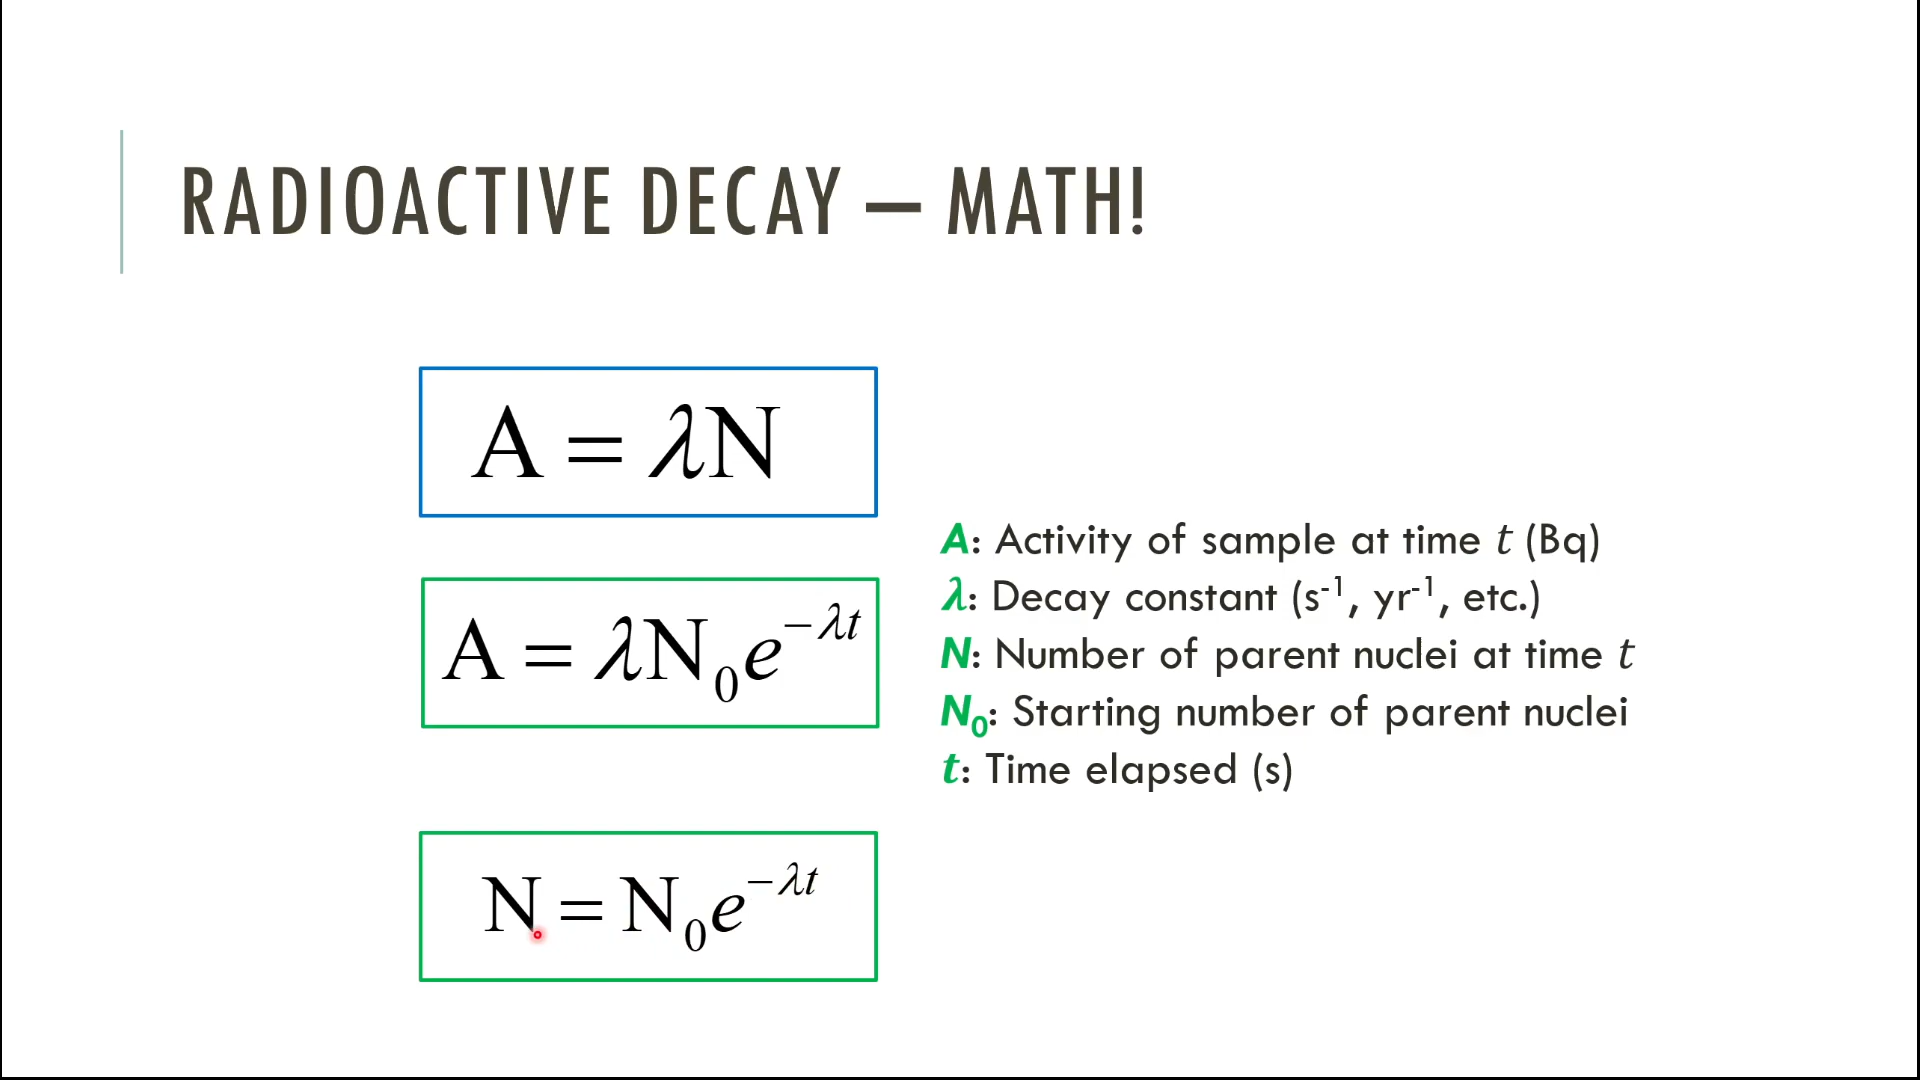 RADIOACTIVE DECAY – MATH!
A = λN
A = λN₀e^{−λt}
A: Activity of sample at time t (Bq)
λ: Decay constant (s⁻¹, yr⁻¹, etc.)
N: Number of parent nuclei at time t
N₀: Starting number of parent nuclei
t: Time elapsed (s)
N = N₀e^{−λt}